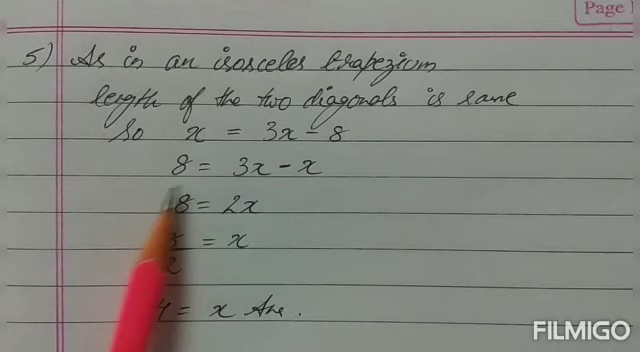 Page
5) As in an isosceles trapezium
length of the two diagonals is same
So x = 3x - 8
8 = 3x - x
8 = 2x
= x
2
4 = x Ans.
FILMIGO